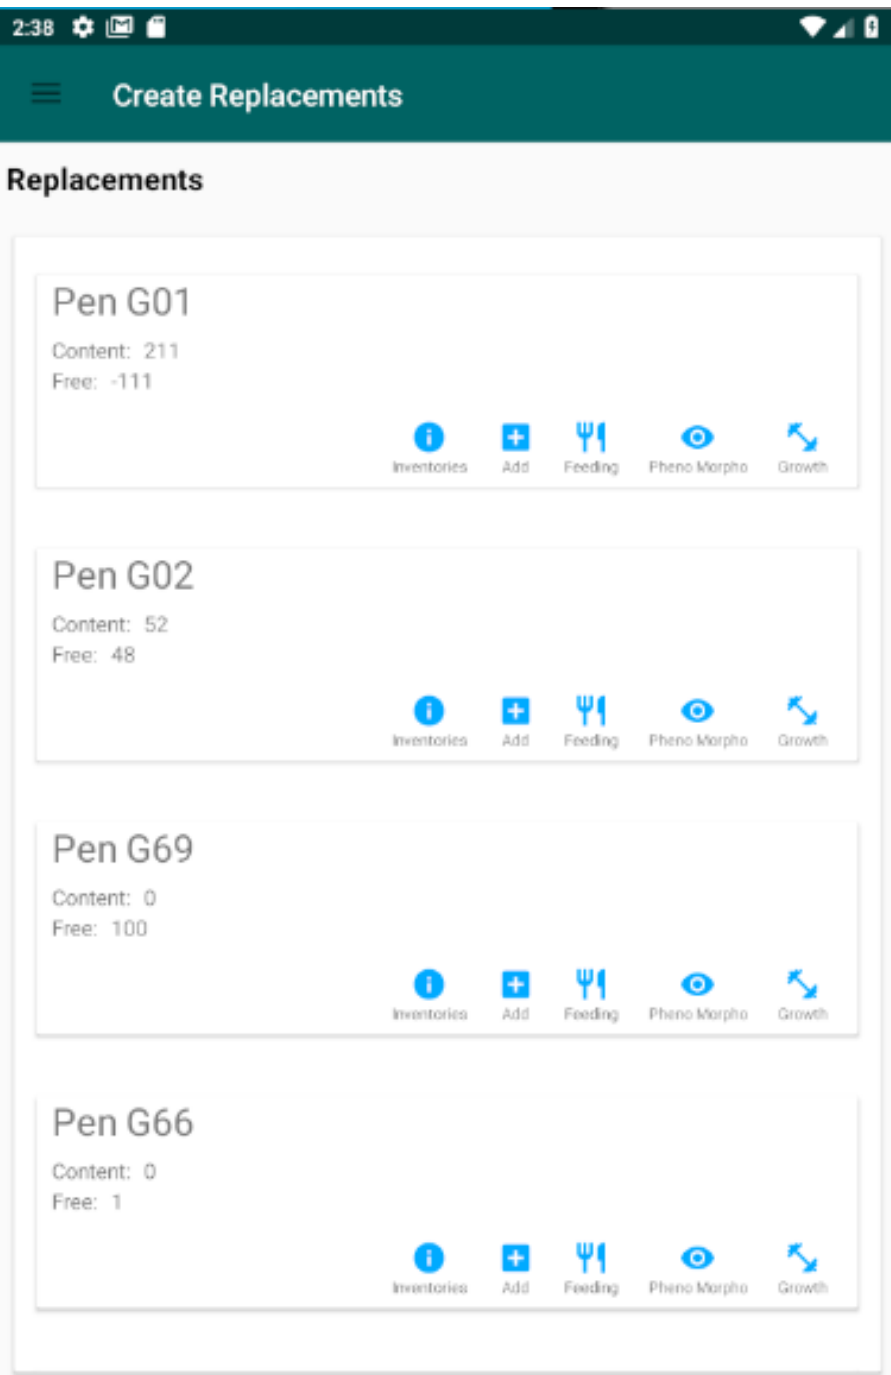 2:38
Create Replacements
Replacements
Pen G01
Content: 211
Free: -111
Inventories Add Feeding Pheno Morpho Growth
Pen G02
Content: 52
Free: 48
Inventories Add Feeding Pheno Morpho Growth
Pen G69
Content: 0
Free: 100
Inventories Add Feeding Pheno Morpho Growth
Pen G66
Content: 0
Free: 1
Inventories Add Feeding Pheno Morpho Growth